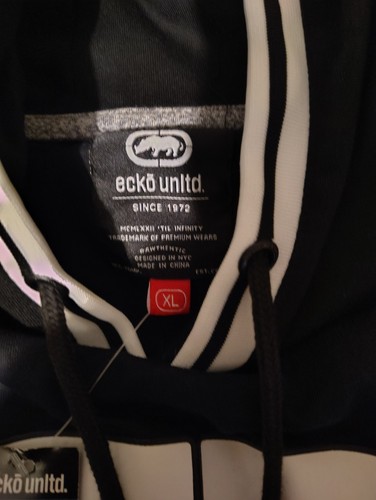 eckō unltd.
SINCE 1972
MCMLXXII 'TIL INFINITY
TRADEMARK OF PREMIUM WEARS
DESIGNED IN NYC
MADE IN CHINA
XL
ckō unltd.